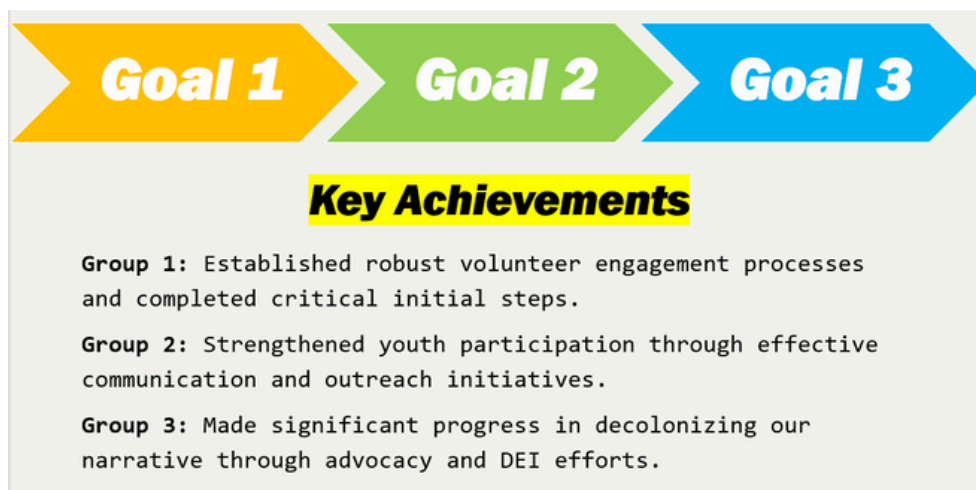 Goal 1 Goal 2 Goal 3
Key Achievements
Group 1: Established robust volunteer engagement processes
and completed critical initial steps.
Group 2: Strengthened youth participation through effective
communication and outreach initiatives.
Group 3: Made significant progress in decolonizing our
narrative through advocacy and DEI efforts.